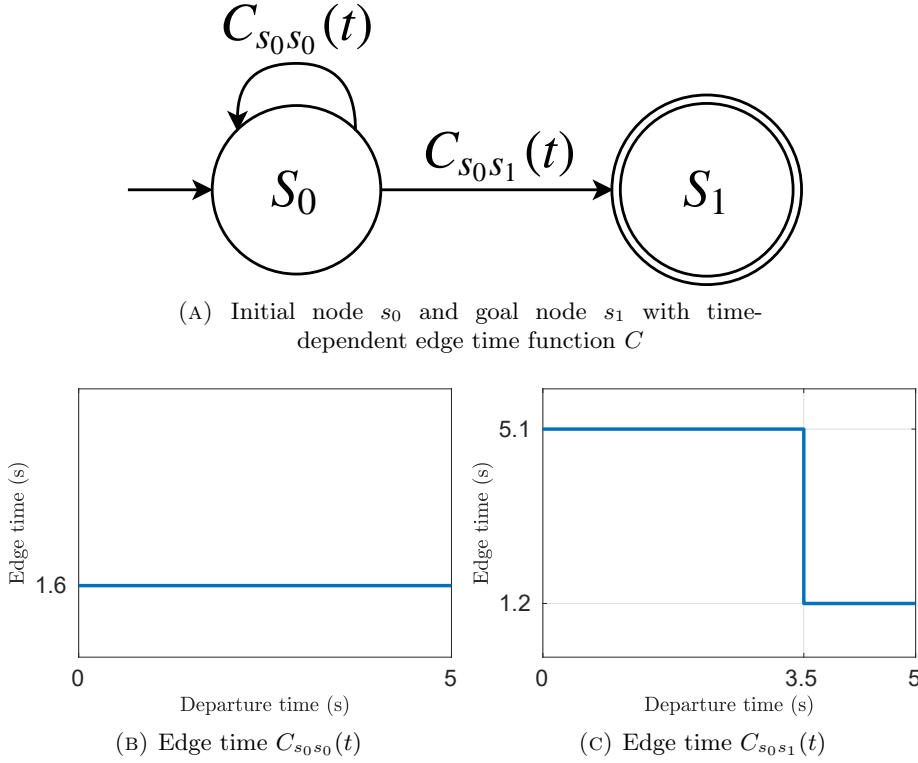 C_{s_0s_0}(t)
C_{s_0s_1}(t)
S_0
S_1
(A) Initial node s_0 and goal node s_1 with time-
dependent edge time function C
Edge time (s)
1.6
0
5
Departure time (s)
(B) Edge time C_{s_0s_0}(t)
Edge time (s)
5.1
1.2
0
3.5
5
Departure time (s)
(C) Edge time C_{s_0s_1}(t)